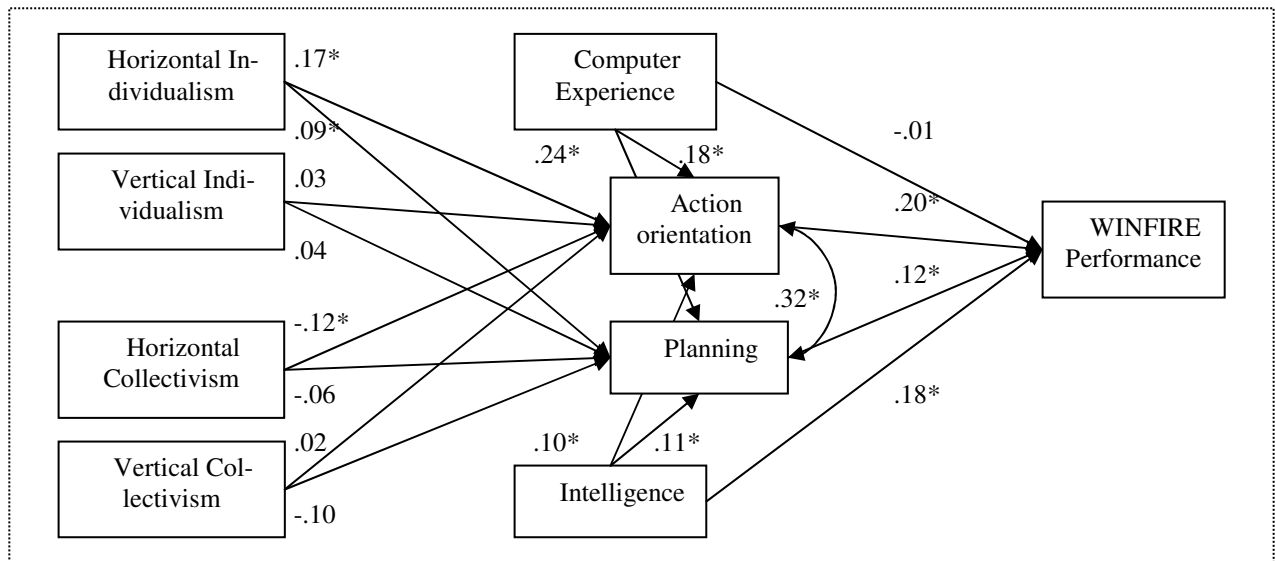 Horizontal In-
dividualism
.17*
.09*
Vertical Indi-
vidualism
.03
.04
Horizontal
Collectivism
-.12*
-.06
Vertical Col-
lectivism
.02
-.10
Computer
Experience
.24*
.18*
Action
orientation
Planning
.32*
.10*
.11*
Intelligence
-.01
.20*
.12*
.18*
WINFIRE
Performance